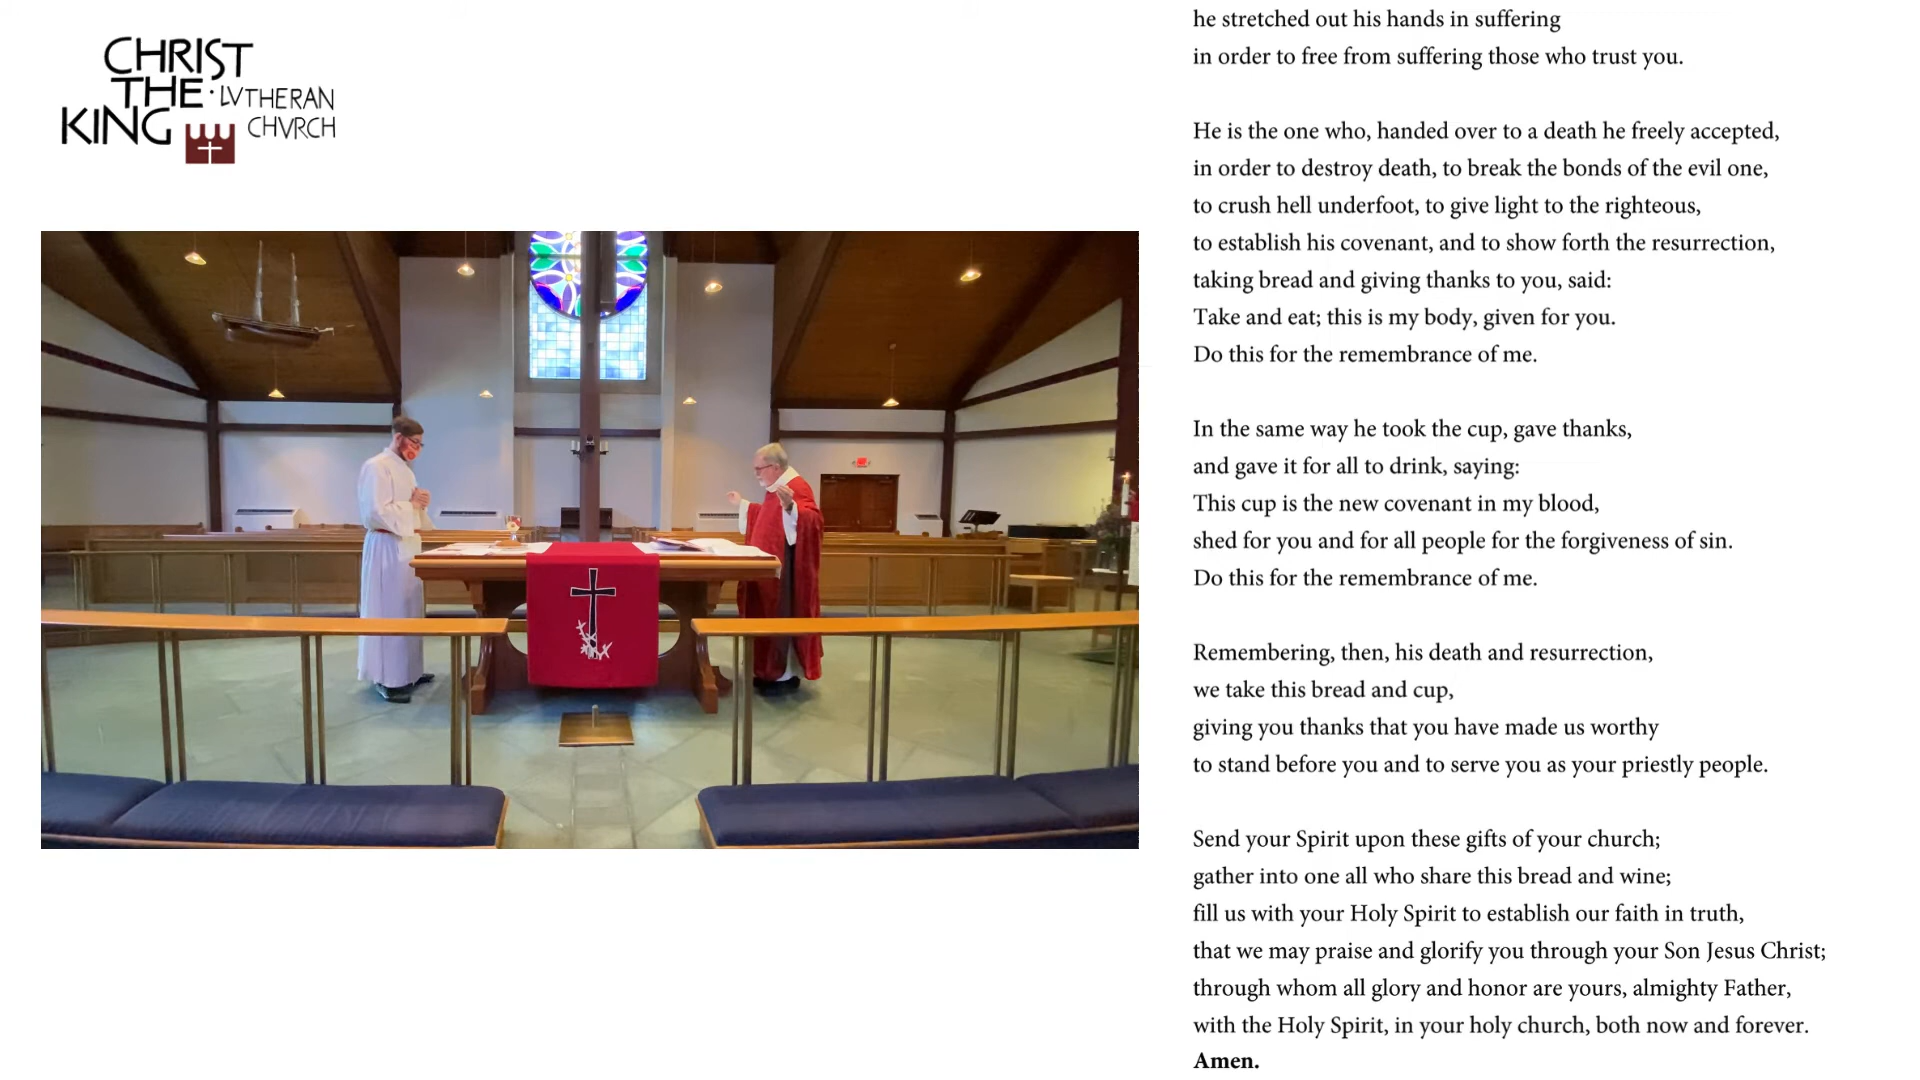 CHRIST
THE · LVTHERAN
KING CHVRCH
he stretched out his hands in suffering
in order to free from suffering those who trust you.
He is the one who, handed over to a death he freely accepted,
in order to destroy death, to break the bonds of the evil one,
to crush hell underfoot, to give light to the righteous,
to establish his covenant, and to show forth the resurrection,
taking bread and giving thanks to you, said:
Take and eat; this is my body, given for you.
Do this for the remembrance of me.
In the same way he took the cup, gave thanks,
and gave it for all to drink, saying:
This cup is the new covenant in my blood,
shed for you and for all people for the forgiveness of sin.
Do this for the remembrance of me.
Remembering, then, his death and resurrection,
we take this bread and cup,
giving you thanks that you have made us worthy
to stand before you and to serve you as your priestly people.
Send your Spirit upon these gifts of your church;
gather into one all who share this bread and wine;
fill us with your Holy Spirit to establish our faith in truth,
that we may praise and glorify you through your Son Jesus Christ;
through whom all glory and honor are yours, almighty Father,
with the Holy Spirit, in your holy church, both now and forever.
Amen.